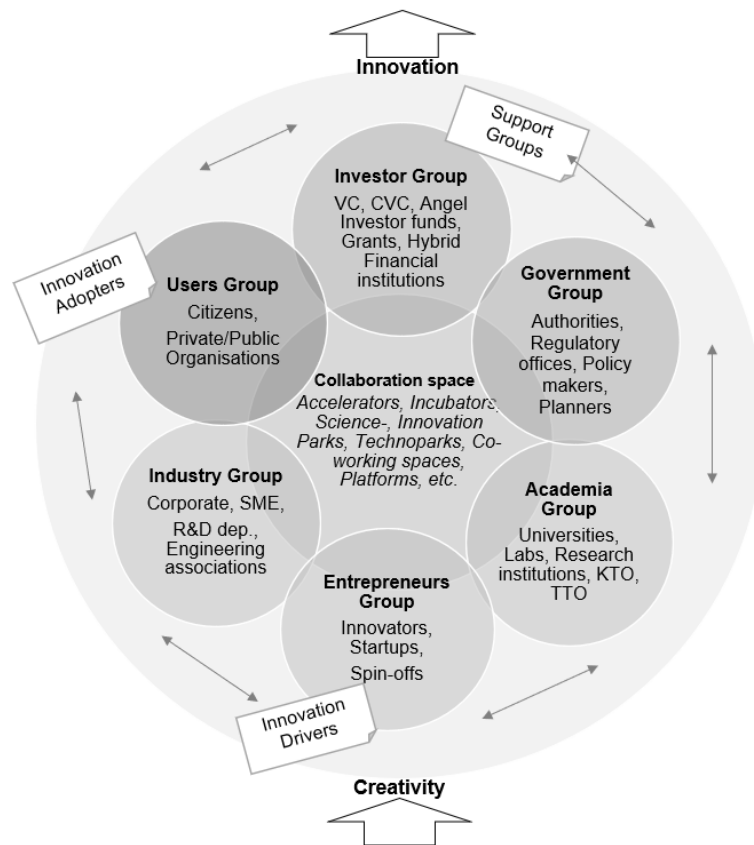 Innovation
Support
Groups
Investor Group
VC, CVC, Angel
Investor funds,
Grants, Hybrid
Financial
institutions
Innovation
Adopters
Users Group
Citizens,
Private/Public
Organisations
Government
Group
Authorities,
Regulatory
offices, Policy
makers,
Planners
Collaboration space
Accelerators, Incubators,
Science-, Innovation
Parks, Technoparks, Co-
working spaces,
Platforms, etc.
Industry Group
Corporate, SME,
R&D dep.,
Engineering
associations
Academia
Group
Universities,
Labs, Research
institutions, KTO,
TTO
Entrepreneurs
Group
Innovators,
Startups,
Spin-offs
Innovation
Drivers
Creativity